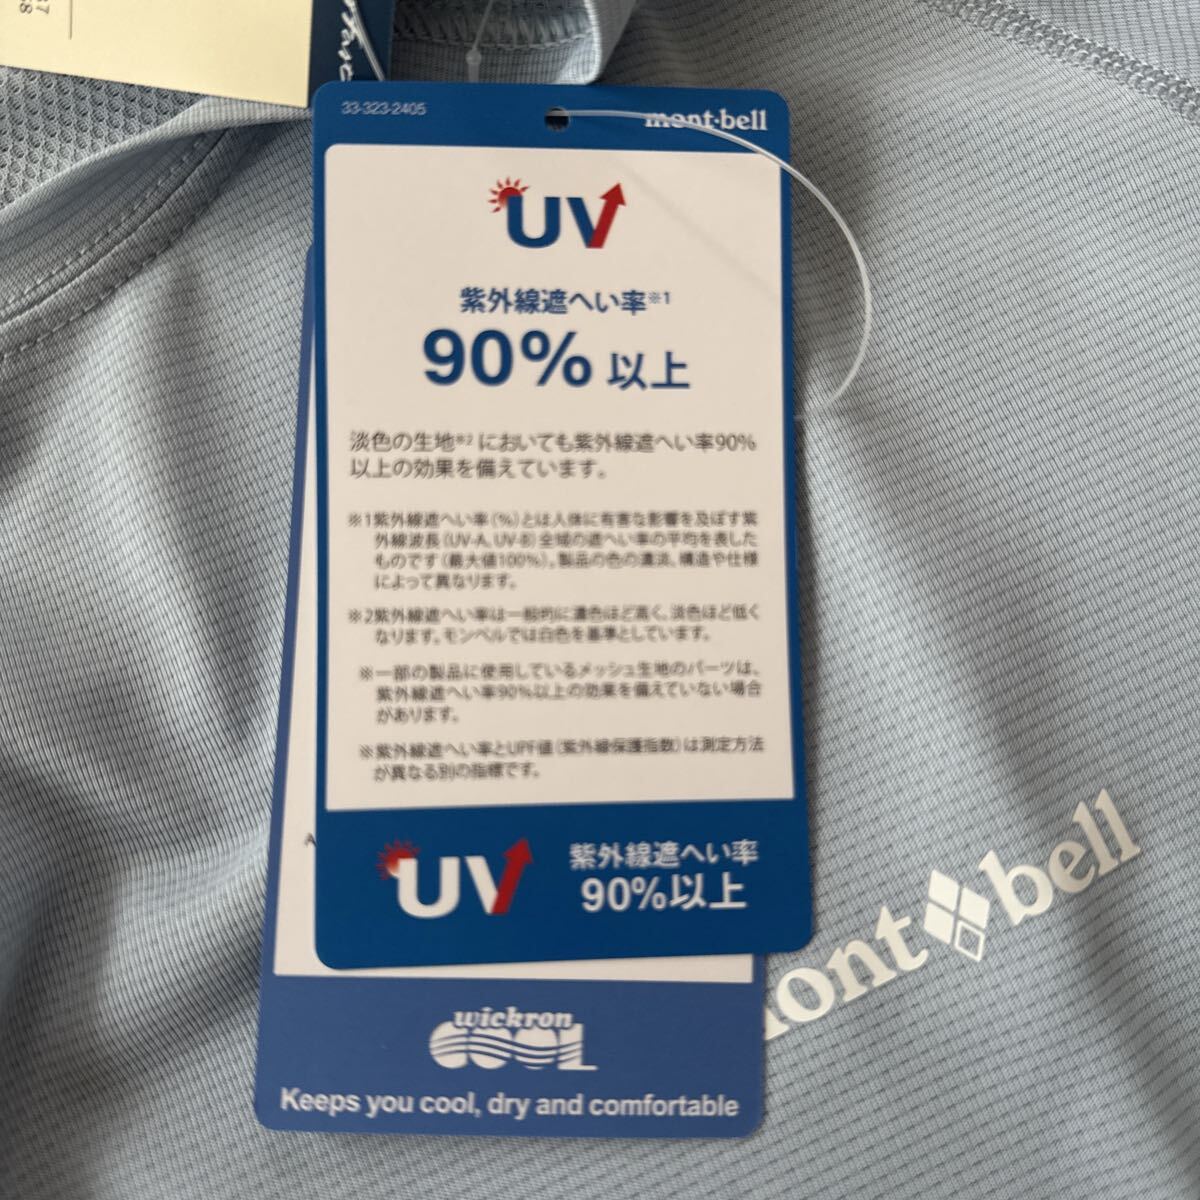 33-323-2405
mont·bell
UV
紫外線遮へい率※1
90% 以上
淡色の生地※2 においても紫外線遮へい率90%
以上の効果を備えています。
※1紫外線遮へい率(%)とは人体に有害な影響を及ぼす紫
外線波長(UV-A, UV-B)全域の遮へい率の平均を表した
ものです(最大値100%)。製品の色の濃淡、構造や仕様
によって異なります。
※2紫外線遮へい率は一般的に濃色ほど高く、淡色ほど低く
なります。モンベルでは白色を基準としています。
※一部の製品に使用しているメッシュ生地のパーツは、
紫外線遮へい率90%以上の効果を備えていない場合
があります。
※紫外線遮へい率とUPF値(紫外線保護指数)は測定方法
が異なる別の指標です。
UV
紫外線遮へい率
90%以上
wickron
COOL
Keeps you cool, dry and comfortable
mont bell